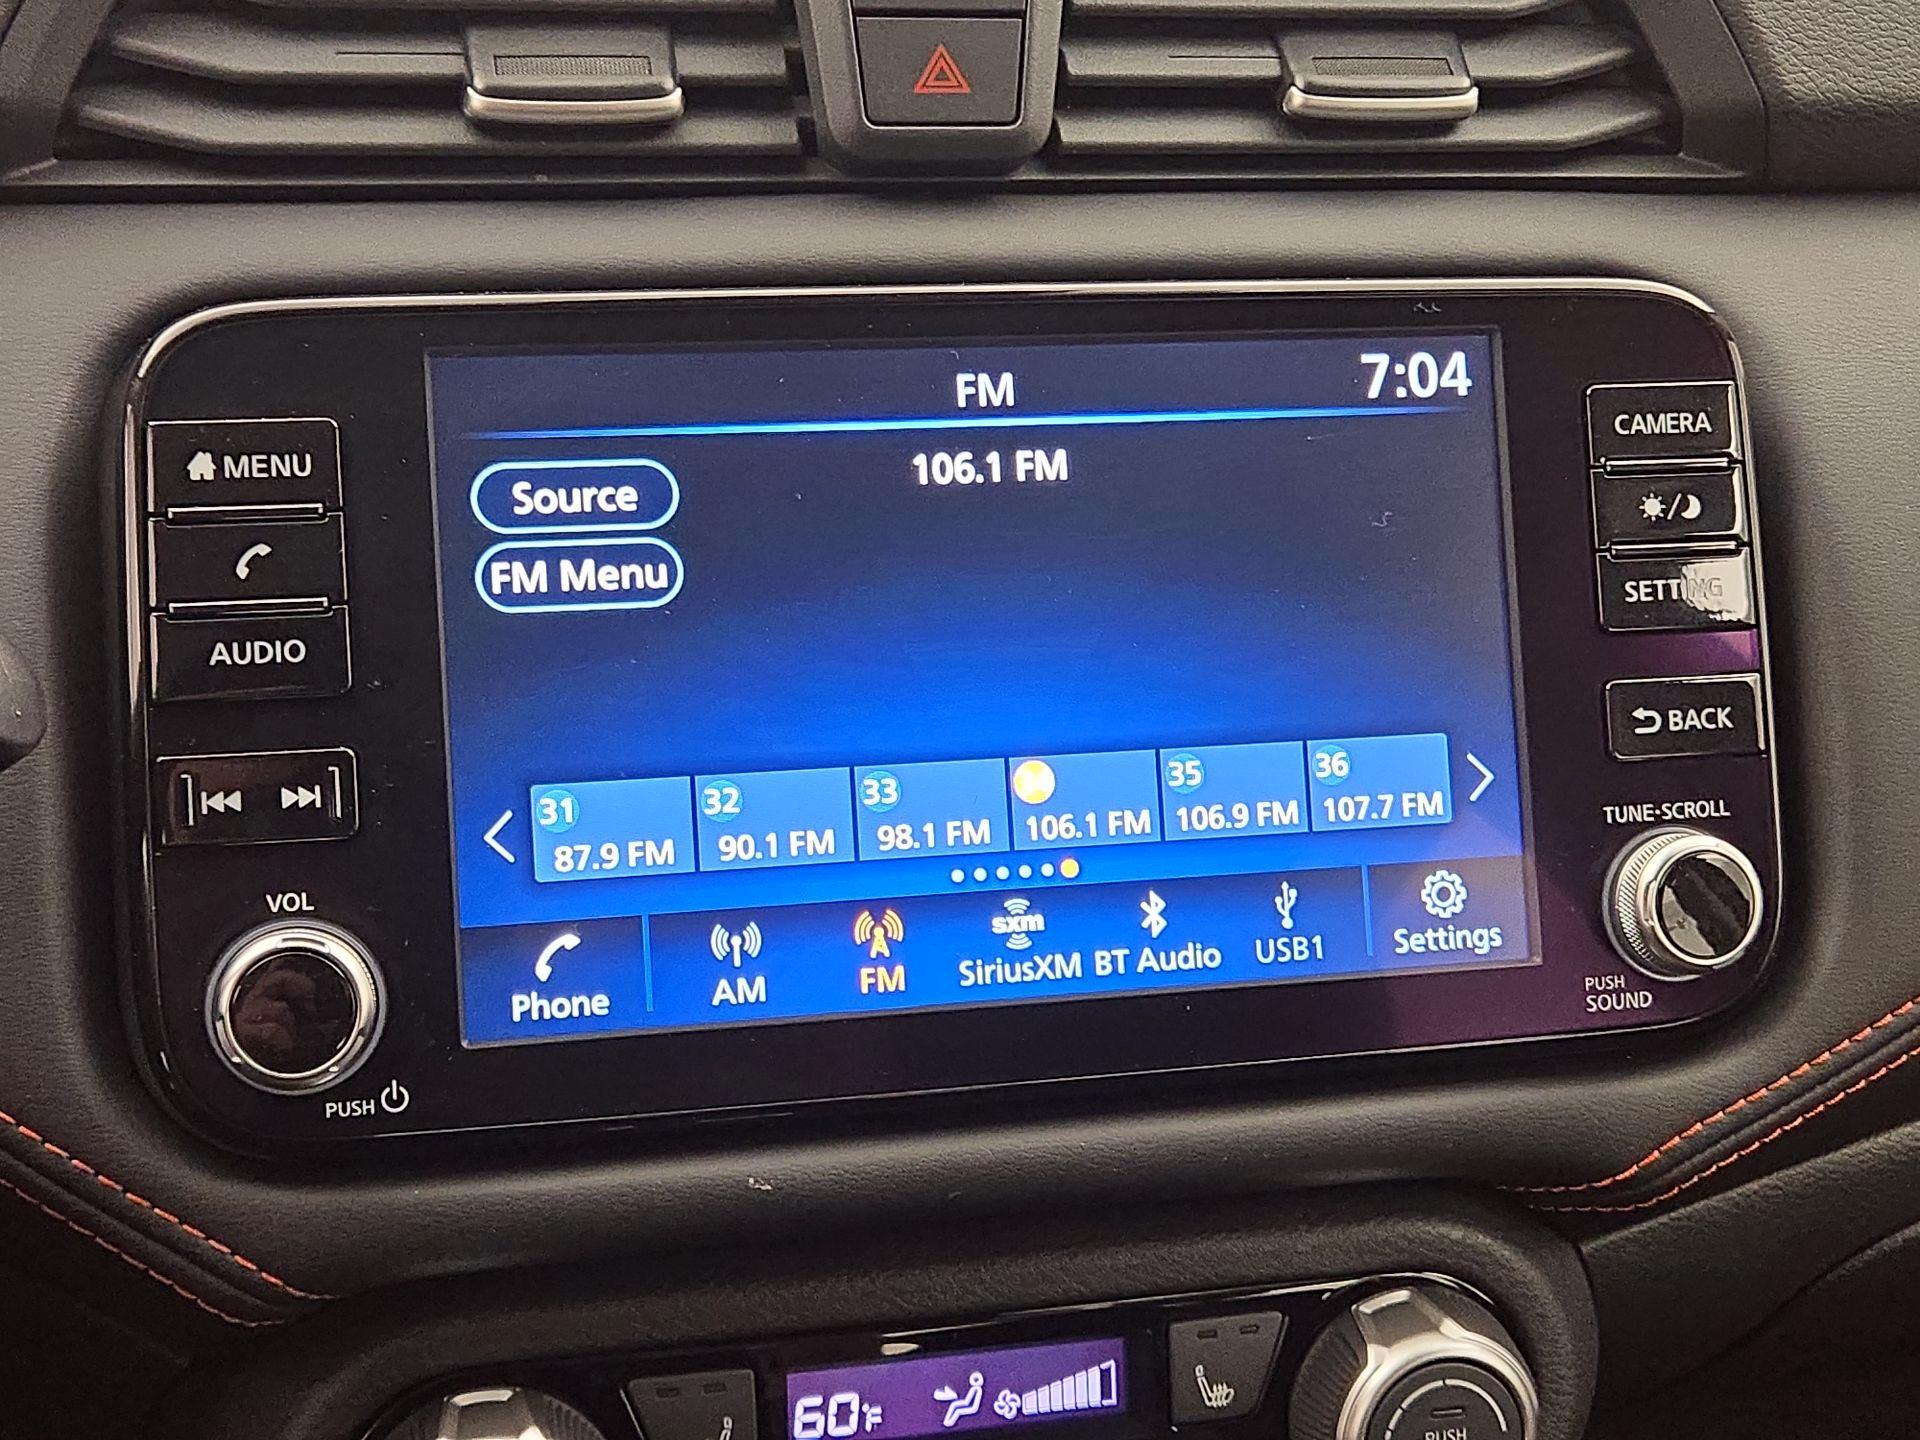 FM
7:04
106.1 FM
Source
FM Menu
31
87.9 FM
32
90.1 FM
33
98.1 FM
106.1 FM
35
106.9 FM
36
107.7 FM
Phone
AM
FM
sxm
SiriusXM
BT Audio
USB1
Settings
MENU
AUDIO
VOL
PUSH
CAMERA
SETTING
BACK
TUNE·SCROLL
PUSH
SOUND
60°F
PUSH